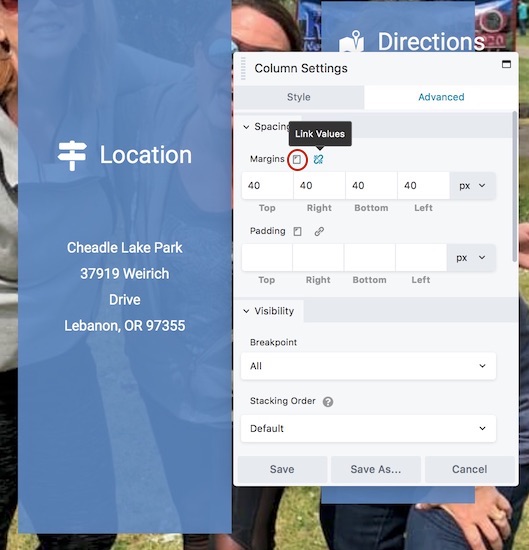 Directions
Location
Cheadle Lake Park
37919 Weirich
Drive
Lebanon, OR 97355
Column Settings
Style Advanced
Spacing
Link Values
Margins
40 40 40 40 px
Top Right Bottom Left
Padding
px
Top Right Bottom Left
Visibility
Breakpoint
All
Stacking Order ?
Default
Save Save As... Cancel